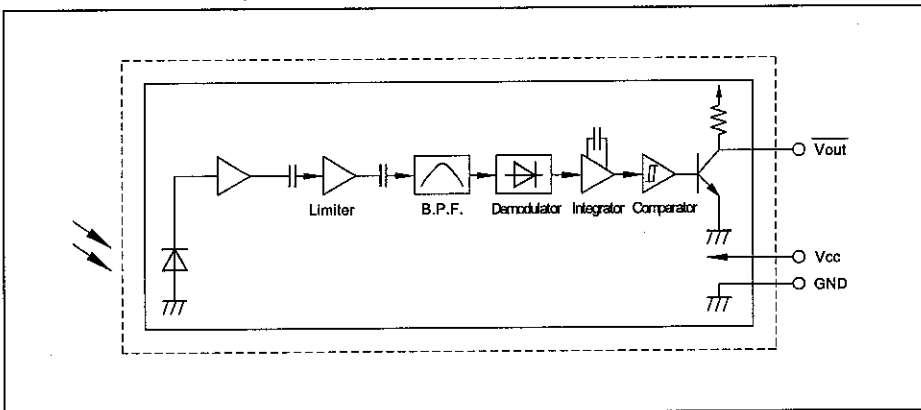 Vout
Limiter
B.P.F.
Demodulator
Integrator
Comparator
Vcc
GND